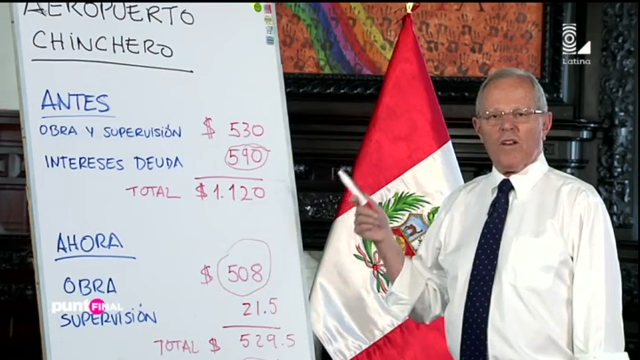 AEROPUERTO
CHINCHERO
ANTES
OBRA Y SUPERVISIÓN $ 530
INTERESES DEUDA 590
TOTAL $ 1.120
AHORA
OBRA $ 508
SUPERVISIÓN 21.5
TOTAL $ 529.5
punto FINAL
Latina